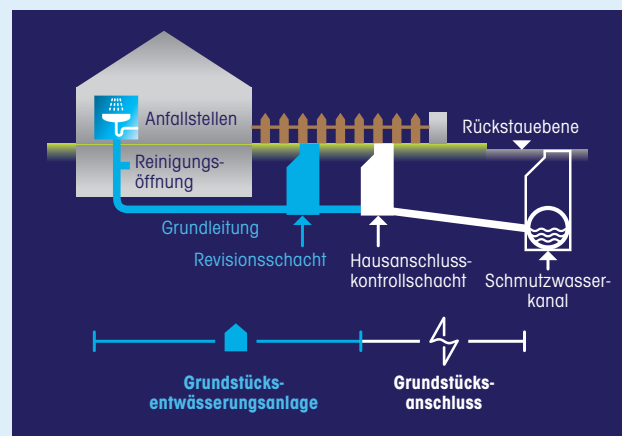 Anfallstellen
Rückstauebene
Reinigungs-
öffnung
Grundleitung
Revisionsschacht
Hausanschluss-
kontrollschacht
Schmutzwasser-
kanal
Grundstücks-
entwässerungsanlage
Grundstücks-
anschluss